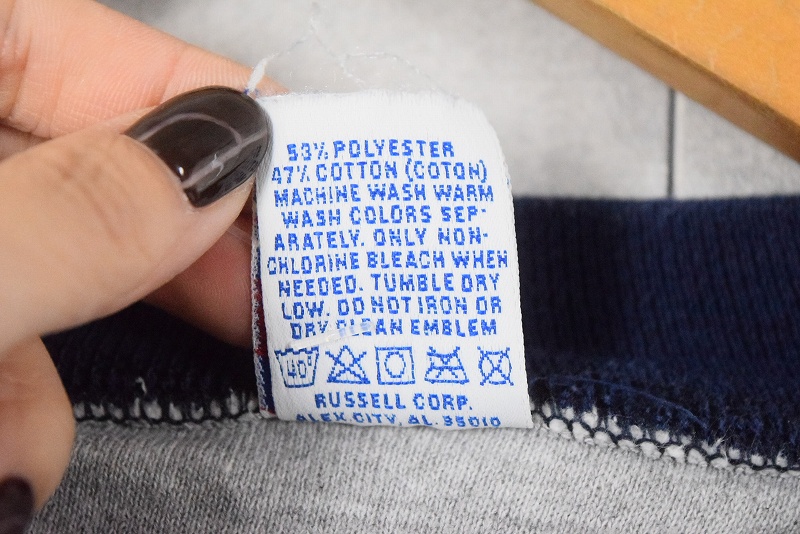 53% POLYESTER
47% COTTON (COTON)
MACHINE WASH WARM
WASH COLORS SEP-
ARATELY. ONLY NON-
CHLORINE BLEACH WHEN
NEEDED. TUMBLE DRY
LOW. DO NOT IRON OR
DRY CLEAN EMBLEM
40°
RUSSELL CORP.
ALEX CITY, AL. 35010